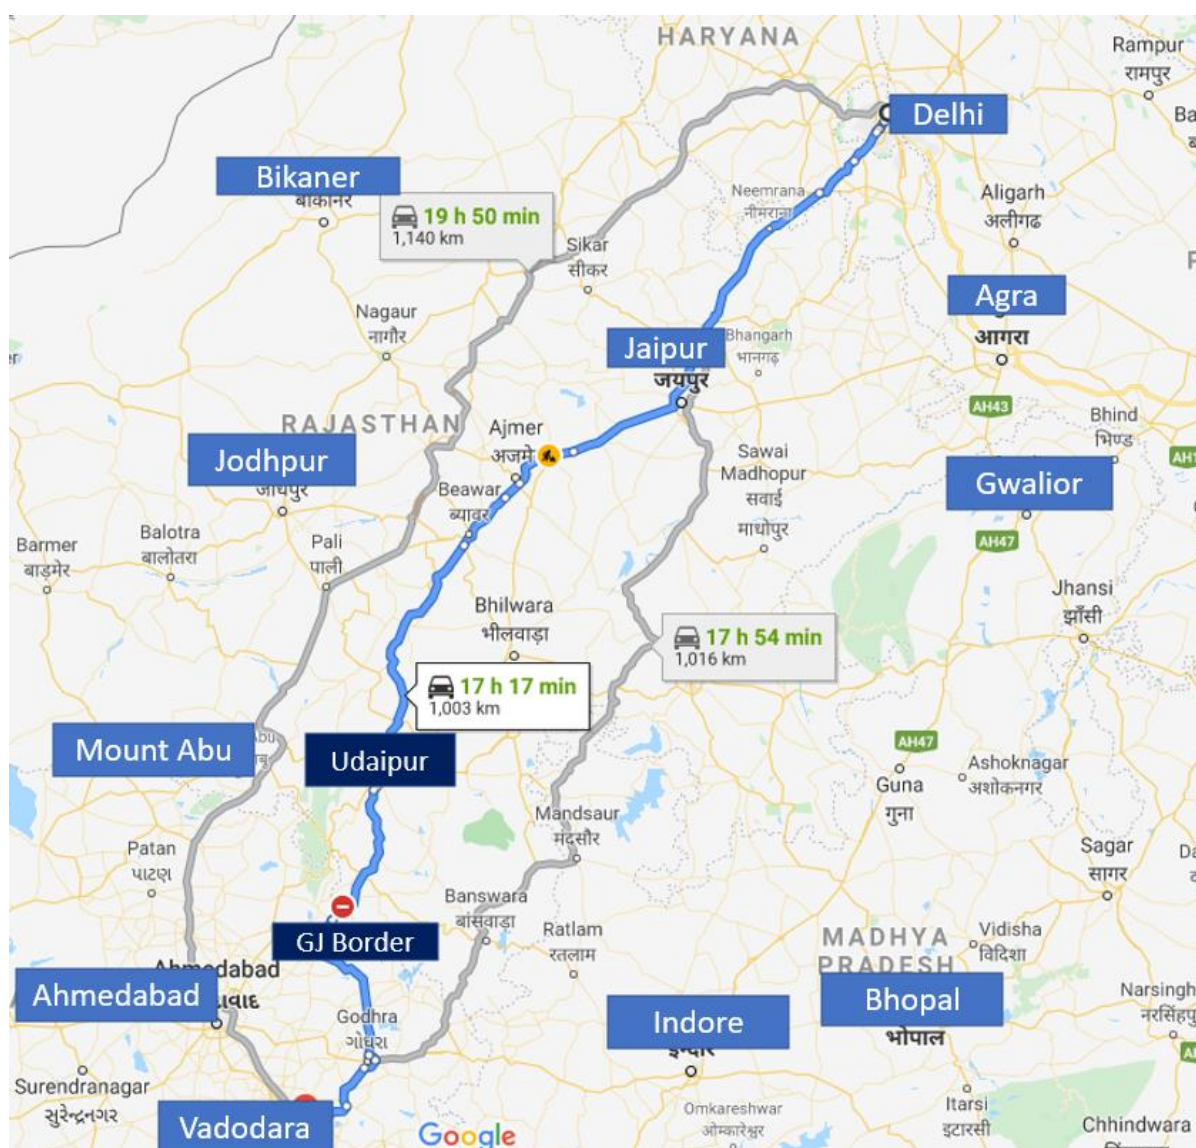 HARYANA
Rampur
रामपुर
Delhi
Bikaner
बीकानेर
Neemrana
नीमराना
Aligarh
अलीगढ
19 h 50 min
1,140 km
Sikar
सीकर
Agra
आगरा
Nagaur
नागौर
Jaipur
जयपुर
Bhangarh
भानगढ़
AH43
Bhind
भिण्ड
RAJASTHAN
Ajmer
अजमे
Jodhpur
जोधपुर
Sawai
Madhopur
सवाई
माधोपुर
Gwalior
Beawar
ब्यावर
Balotra
बालोतरा
Pali
पाली
Barmer
बाड़मेर
AH47
Jhansi
झाँसी
Bhilwara
भीलवाड़ा
17 h 54 min
1,016 km
17 h 17 min
1,003 km
Mount Abu
Udaipur
AH47
Ashoknagar
अशोकनगर
Guna
गुना
Mandsaur
मंदसौर
Patan
પાટણ
Sagar
सागर
Banswara
बांसवाड़ा
GJ Border
Ratlam
रतलाम
Vidisha
विदिशा
MADHYA
PRADESH
Ahmedabad
Ahmedabad
Godhra
गोधरा
Indore
इन्दौर
Bhopal
भोपाल
Surendranagar
સુરેન્દ્રનગર
Vadodara
Google
Omkareshwar
ओम्कारेश्वर
Itarsi
इटारसी
Chhindwara